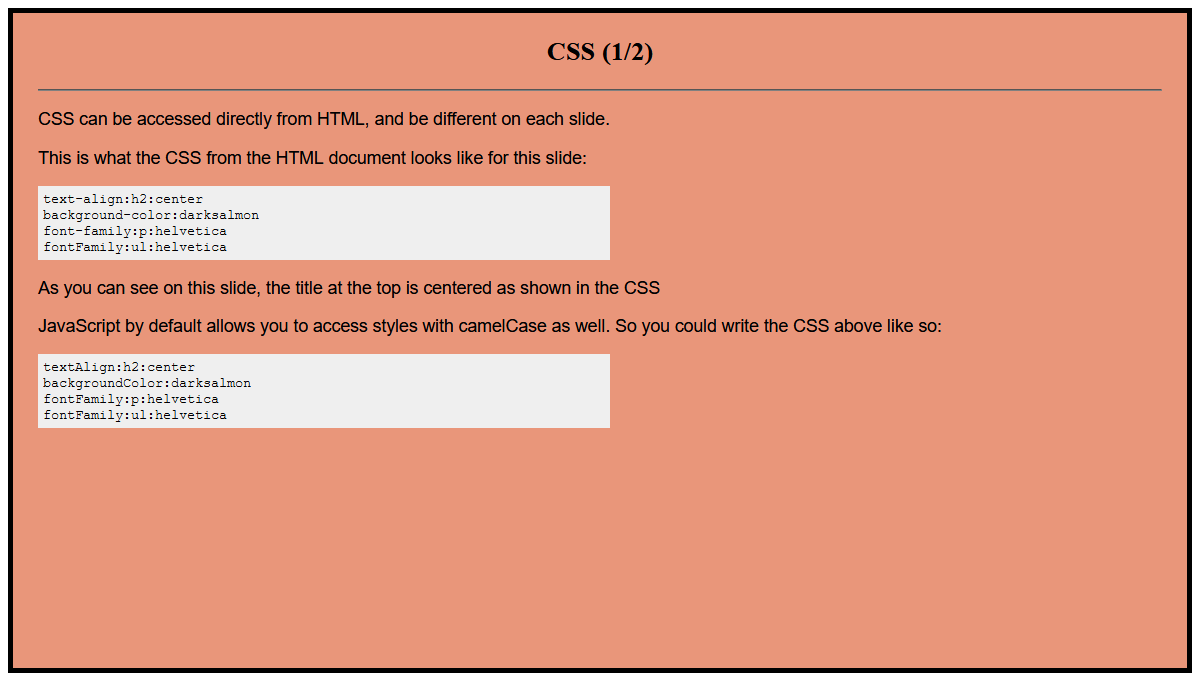 CSS (1/2)
CSS can be accessed directly from HTML, and be different on each slide.
This is what the CSS from the HTML document looks like for this slide:
text-align:h2:center
background-color:darksalmon
font-family:p:helvetica
fontFamily:ul:helvetica
As you can see on this slide, the title at the top is centered as shown in the CSS
JavaScript by default allows you to access styles with camelCase as well. So you could write the CSS above like so:
textAlign:h2:center
backgroundColor:darksalmon
fontFamily:p:helvetica
fontFamily:ul:helvetica